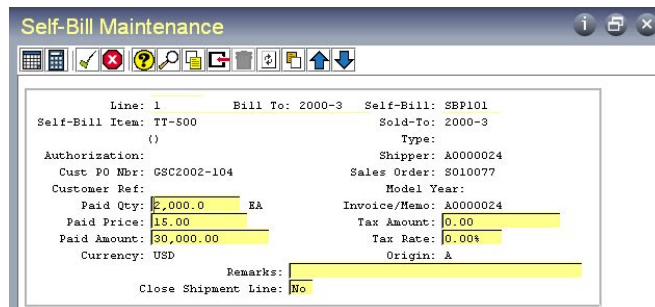 Self-Bill Maintenance
Line: 1 Bill To: 2000-3 Self-Bill: SBP101
Self-Bill Item: TT-500 Sold-To: 2000-3
() Type:
Authorization: Shipper: A0000024
Cust PO Nbr: GSC2002-104 Sales Order: SO10077
Customer Ref: Model Year:
Paid Qty: 2,000.0 EA Invoice/Memo: A0000024
Paid Price: 15.00 Tax Amount: 0.00
Paid Amount: 30,000.00 Tax Rate: 0.00%
Currency: USD Origin: A
Remarks:
Close Shipment Line: No